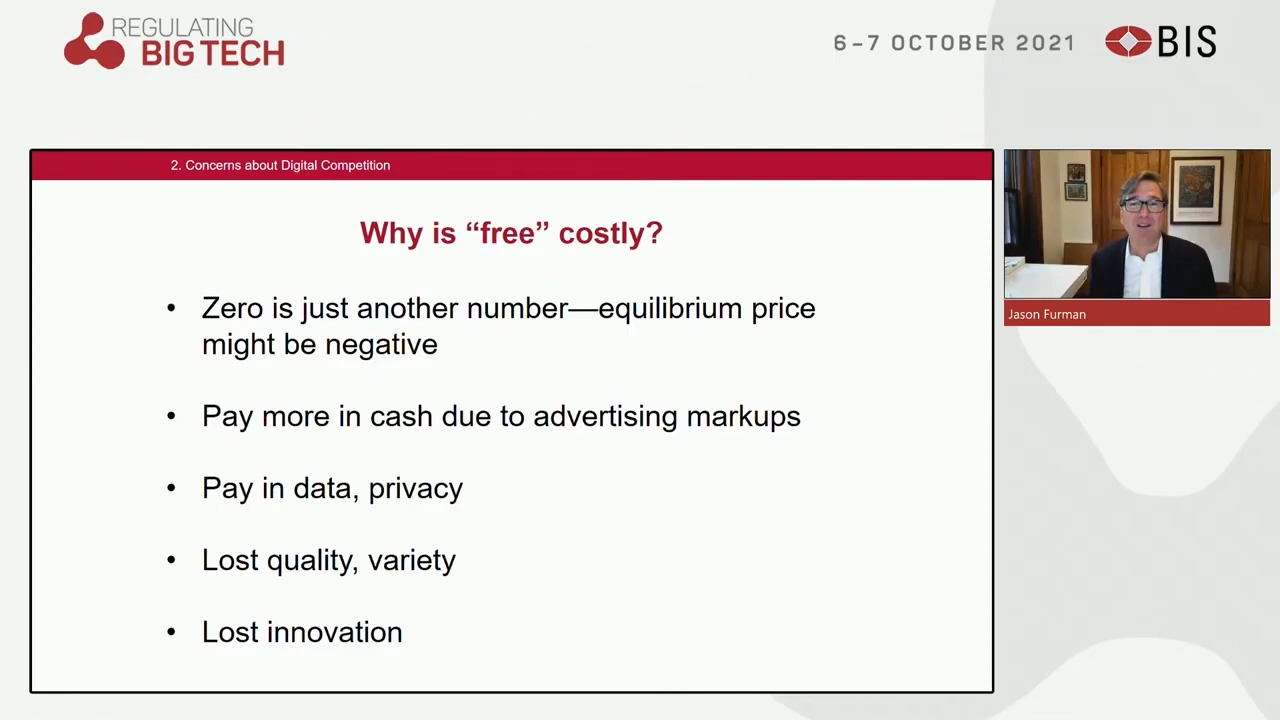 REGULATING
BIG TECH
6–7 OCTOBER 2021
BIS
2. Concerns about Digital Competition
Why is “free” costly?
• Zero is just another number—equilibrium price
might be negative
• Pay more in cash due to advertising markups
• Pay in data, privacy
• Lost quality, variety
• Lost innovation
Jason Furman